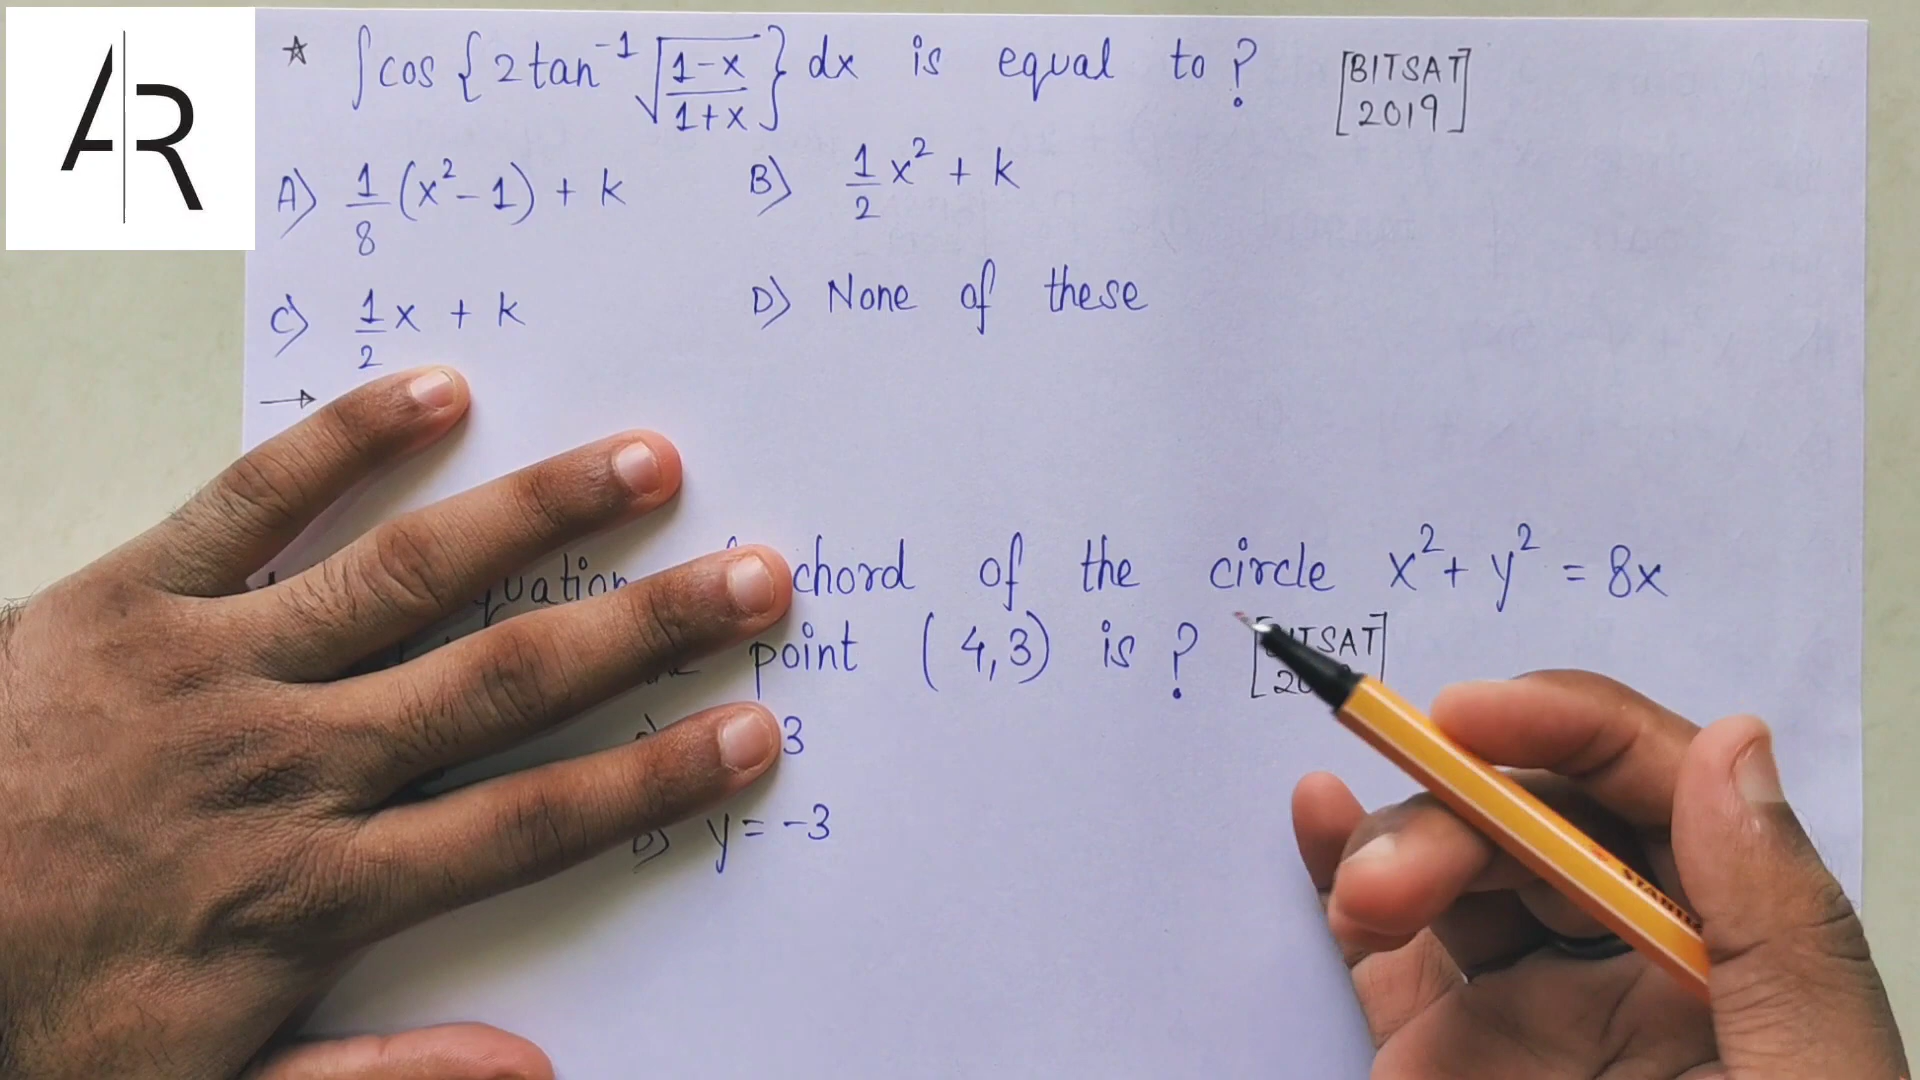 AR
☆ ∫cos {2tan⁻¹ √((1-x)/(1+x))} dx is equal to ? [BITSAT 2019]
A) 1/8 (x²-1) + k B) 1/2 x² + k
C) 1/2 x + k D) None of these
→
chord of the circle x² + y² = 8x
point (4,3) is ? [BITSAT
3
B) y = -3